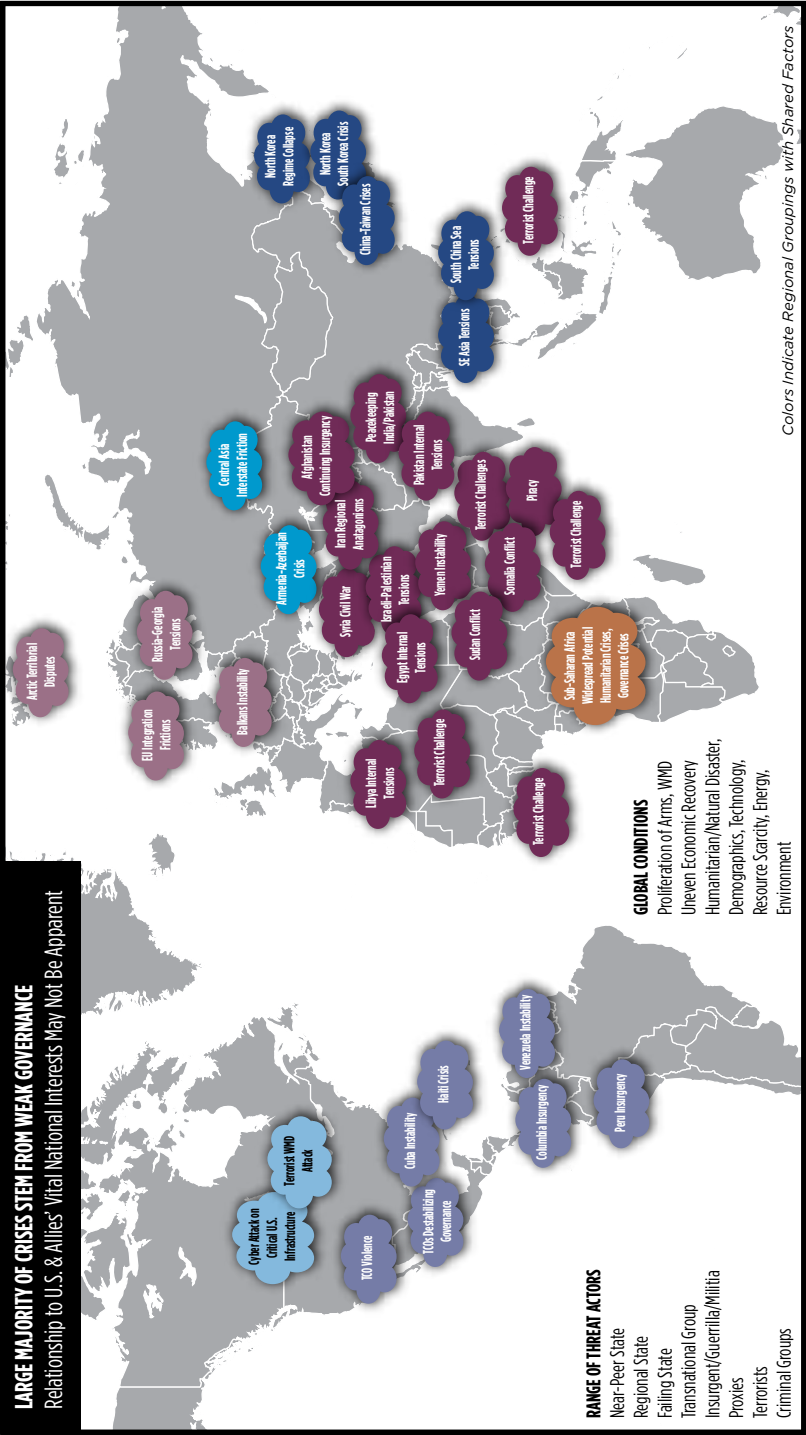 LARGE MAJORITY OF CRISES STEM FROM WEAK GOVERNANCE
Relationship to U.S. & Allies' Vital National Interests May Not Be Apparent
Cyber Attack on
Critical U.S.
Infrastructure
Terrorist WMD
Attack
TCO Violence
TCOs Destabilizing
Governance
Cuba Instability
Haiti Crisis
Columbia Insurgency
Venezuela Instability
Peru Insurgency
RANGE OF THREAT ACTORS
Near-Peer State
Regional State
Failing State
Transnational Group
Insurgent/Guerrilla/Militia
Proxies
Terrorists
Criminal Groups
Arctic Territorial
Disputes
EU Integration
Frictions
Russia-Georgia
Tensions
Balkans Instability
Central Asia
Interstate Friction
Armenia-Azerbaijan
Crisis
Libya Internal
Tensions
Terrorist Challenge
Terrorist Challenge
Egypt Internal
Tensions
Syria Civil War
Israeli-Palestinian
Tensions
Iran Regional
Anatagonisms
Afghanistan
Continuing Insurgency
Peacekeeping
India/Pakistan
Pakistan Internal
Tensions
Yemen Instability
Sudan Conflict
Somalia Conflict
Terrorist Challenges
Piracy
Terrorist Challenge
Sub-Saharan Africa
Widespread Potential
Humanitarian Crises,
Governance Crises
North Korea
Regime Collapse
North Korea
South Korea Crisis
China-Taiwan Crises
SE Asia Tensions
South China Sea
Tensions
Terrorist Challenge
GLOBAL CONDITIONS
Proliferation of Arms, WMD
Uneven Economic Recovery
Humanitarian/Natural Disaster,
Demographics, Technology,
Resource Scarcity, Energy,
Environment
Colors Indicate Regional Groupings with Shared Factors